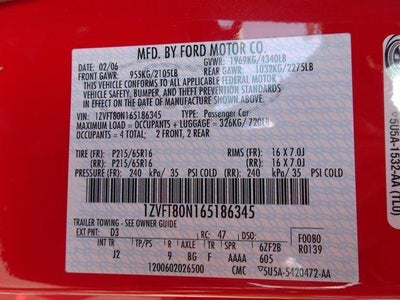 MFD. BY FORD MOTOR CO.
DATE: 02/06 GVWR: 1969KG/4340LB
FRONT GAWR: 955KG/2105LB REAR GAWR: 1032KG/2275LB
THIS VEHICLE CONFORMS TO ALL APPLICABLE FEDERAL MOTOR
VEHICLE SAFETY, BUMPER, AND THEFT PREVENTION STANDARDS
IN EFFECT ON THE DATE OF MANUFACTURE SHOWN ABOVE.
VIN: 1ZVFT80N165186345 TYPE: Passenger Car
MAXIMUM LOAD = OCCUPANTS + LUGGAGE = 326KG/720LB
OCCUPANTS = 4 TOTAL: 2 FRONT, 2 REAR
TIRE (FR) P215/65R16 RIMS (FR) 16 X 7.0J
(RR) P215/65R16 (RR) 16 X 7.0J
PRESSURE (FR) 240 kPa/ 35 PSI COLD (RR) 240 kPa/ 35 PSI COLD
1ZVFT80N165186345
TRAILER TOWING - SEE OWNERS GUIDE
EXT PNT: D3 RC: 47 DSO: F0080
INT TR TP/PS R AXLE TR SPR 6ZF2B R0139
J2 9 BG F AAAA 605
1200602026500 CMC 5U5A-5420472-AA
5U5A-1532-AA (TLU)